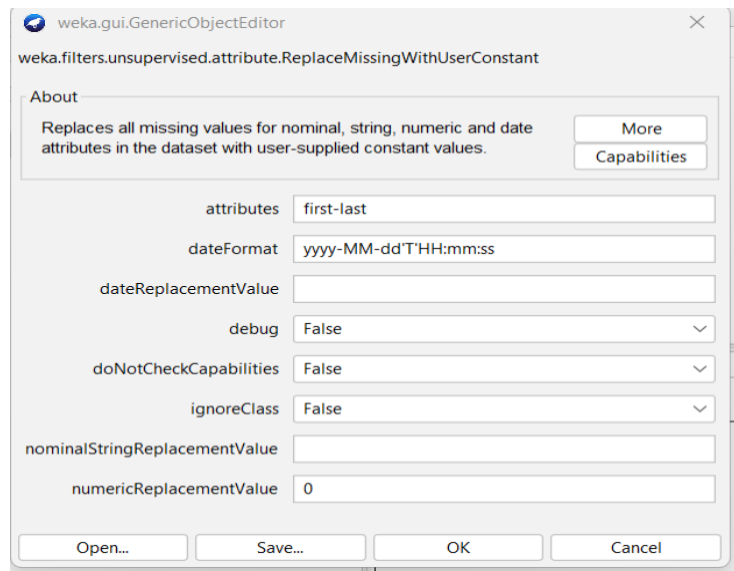 weka.gui.GenericObjectEditor
weka.filters.unsupervised.attribute.ReplaceMissingWithUserConstant
About
Replaces all missing values for nominal, string, numeric and date
attributes in the dataset with user-supplied constant values.
More
Capabilities
attributes first-last
dateFormat yyyy-MM-dd'T'HH:mm:ss
dateReplacementValue
debug False
doNotCheckCapabilities False
ignoreClass False
nominalStringReplacementValue
numericReplacementValue 0
Open... Save... OK Cancel